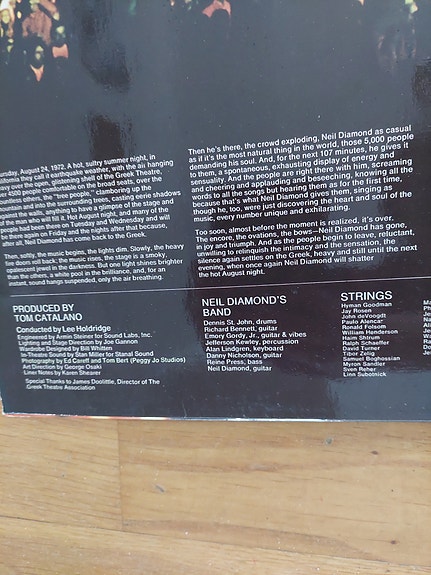 ursday, August 24, 1972. A hot, sultry summer night, in
lifornia they call it earthquake weather, with the air hanging
avy over the open, glistening shell of the Greek Theatre,
ver 4500 people comfortable on the broad seats, over the
ountless others, the "tree people," clambouring up the
ountain and into the surrounding trees, casting eerie shadows
against the walls, anything to have a glimpse of the stage and
of the man who will fill it. Hot August night, and many of the
people had been there on Tuesday and Wednesday and will
be there again on Friday and the nights after that because,
after all, Neil Diamond has come back to the Greek.
Then, softly, the music begins, the lights dim. Slowly, the heavy
fire doors roll back; the music rises, the stage is a smoky,
opalescent jewel in the darkness. But one light shines brighter
than the others, a white pool in the brilliance, and, for an
instant, sound hangs suspended, only the air breathing.
Then he's there, the crowd exploding, Neil Diamond as casual
as if it's the most natural thing in the world, those 5,000 people
demanding his soul. And, for the next 107 minutes, he gives it
to them, a spontaneous, exhausting display of energy and
sensuality. And the people are right there with him, screaming
and cheering and applauding and beseeching, knowing all the
words to all the songs but hearing them as for the first time,
because that's what Neil Diamond gives them, singing as
though he, too, were just discovering the heart and soul of the
music, every number unique and exhilarating.
Too soon, almost before the moment is realized, it's over.
The encore, the ovations, the bows—Neil Diamond has gone,
in joy and triumph. And as the people begin to leave, reluctant,
unwilling to relinquish the intimacy and the sensation, the
silence again settles on the Greek, heavy and still until the next
evening, when once again Neil Diamond will shatter
the hot August night.
PRODUCED BY
TOM CATALANO
Conducted by Lee Holdridge
Engineered by Armin Steiner for Sound Labs, Inc.
Lighting and Stage Direction by Joe Gannon
Wardrobe Designed by Bill Whitten
In-Theatre Sound by Stan Miller for Stanal Sound
Photography by Ed Caraeff and Tom Bert (Peggy Jo Studios)
Art Direction by George Osaki
Liner Notes by Karen Shearer
Special Thanks to James Doolittle, Director of The
Greek Theatre Association
NEIL DIAMOND'S
BAND
Dennis St. John, drums
Richard Bennett, guitar
Emory Gordy, Jr., guitar & vibes
Jefferson Kewley, percussion
Alan Lindgren, keyboard
Danny Nicholson, guitar
Reine Press, bass
Neil Diamond, guitar
STRINGS
Hyman Goodman
Jay Rosen
John deVoogdt
Paulo Alencar
Ronald Folsom
William Henderson
Haim Shtrum
Ralph Schaeffer
David Turner
Tibor Zelig
Samuel Boghossian
Myron Sandler
Sven Reher
Linn Subotnick